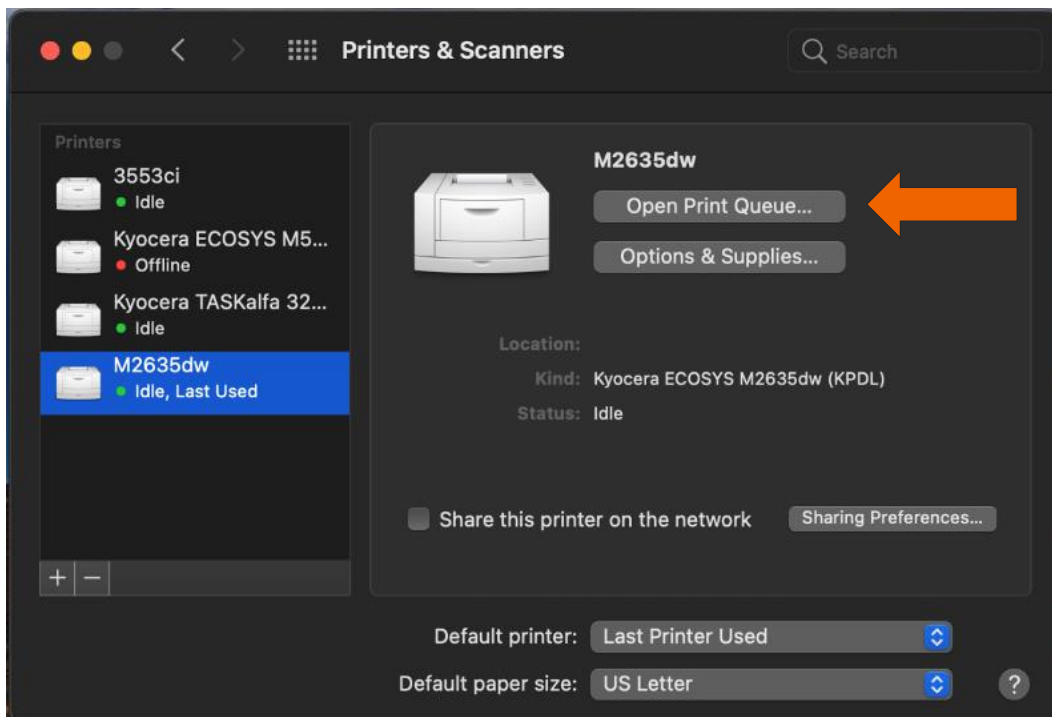 Printers & Scanners
Search
Printers
3553ci
Idle
Kyocera ECOSYS M5...
Offline
Kyocera TASKalfa 32...
Idle
M2635dw
Idle, Last Used
+ −
M2635dw
Open Print Queue...
Options & Supplies...
Location:
Kind: Kyocera ECOSYS M2635dw (KPDL)
Status: Idle
Share this printer on the network Sharing Preferences...
Default printer: Last Printer Used
Default paper size: US Letter
?